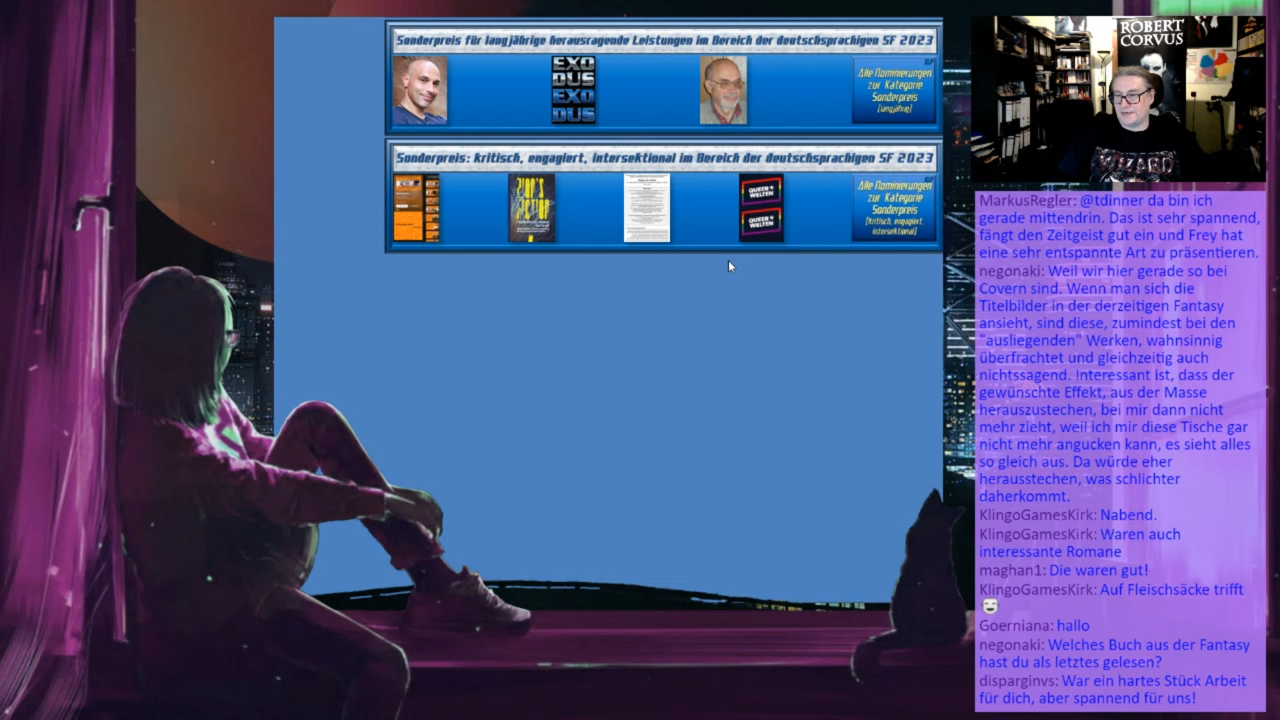 Sonderpreis für langjährige herausragende Leistungen im Bereich der deutschsprachigen SF 2023
EXO
DUS
EXO
DUS
Alle Nominierungen
zur Kategorie
Sonderpreis
[langjährig]
Sonderpreis: kritisch, engagiert, intersektional im Bereich der deutschsprachigen SF 2023
QUEER*
WELTEN
QUEER*
WELTEN
Alle Nominierungen
zur Kategorie
Sonderpreis
[kritisch, engagiert,
intersektional]
ROBERT
CORVUS
WIZARD
MarkusRegler: @tdinner da bin ich
gerade mittendrin. Das ist sehr spannend,
fängt den Zeitgeist gut ein und Frey hat
eine sehr entspannte Art zu präsentieren.
negonaki: Weil wir hier gerade so bei
Covern sind. Wenn man sich die
Titelbilder in der derzeitigen Fantasy
ansieht, sind diese, zumindest bei den
"ausliegenden" Werken, wahnsinnig
überfrachtet und gleichzeitig auch
nichtssagend. Interessant ist, dass der
gewünschte Effekt, aus der Masse
herauszustechen, bei mir dann nicht
mehr zieht, weil ich mir diese Tische gar
nicht mehr angucken kann, es sieht alles
so gleich aus. Da würde eher
herausstechen, was schlichter
daherkommt.
KlingoGamesKirk: Nabend.
KlingoGamesKirk: Waren auch
interessante Romane
maghan1: Die waren gut!
KlingoGamesKirk: Auf Fleischsäcke trifft
Goerniana: hallo
negonaki: Welches Buch aus der Fantasy
hast du als letztes gelesen?
disparginvs: War ein hartes Stück Arbeit
für dich, aber spannend für uns!